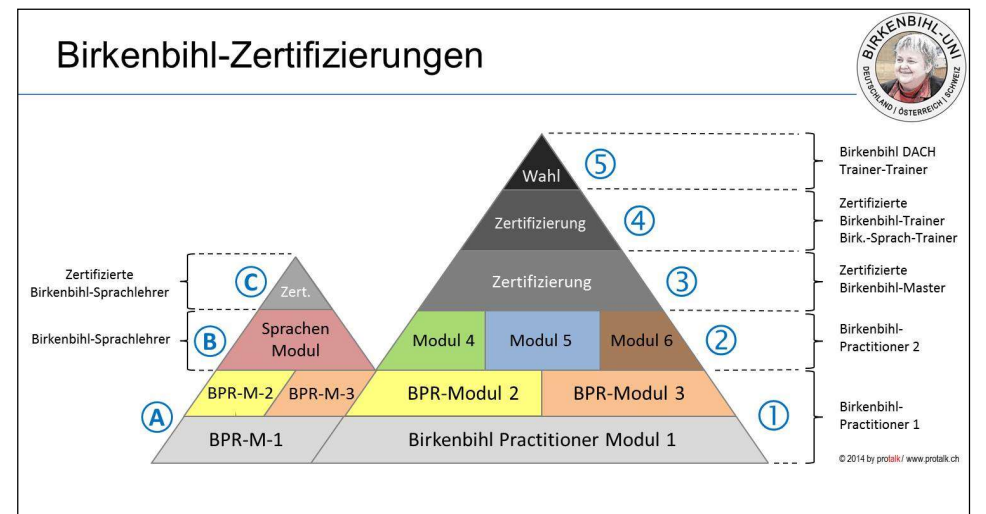 Birkenbihl-Zertifizierungen
BIRKENBIHL-UNI
DEUTSCHLAND / ÖSTERREICH / SCHWEIZ
5
Wahl
Birkenbihl DACH
Trainer-Trainer
4
Zertifizierung
Zertifizierte
Birkenbihl-Trainer
Birk.-Sprach-Trainer
Zertifizierte
Birkenbihl-Sprachlehrer
C
Zert.
Zertifizierung
3
Zertifizierte
Birkenbihl-Master
Birkenbihl-Sprachlehrer
B
Sprachen
Modul
Modul 4
Modul 5
Modul 6
2
Birkenbihl-
Practitioner 2
A
BPR-M-2
BPR-M-3
BPR-Modul 2
BPR-Modul 3
1
Birkenbihl-
Practitioner 1
BPR-M-1
Birkenbihl Practitioner Modul 1
© 2014 by protalk / www.protalk.ch